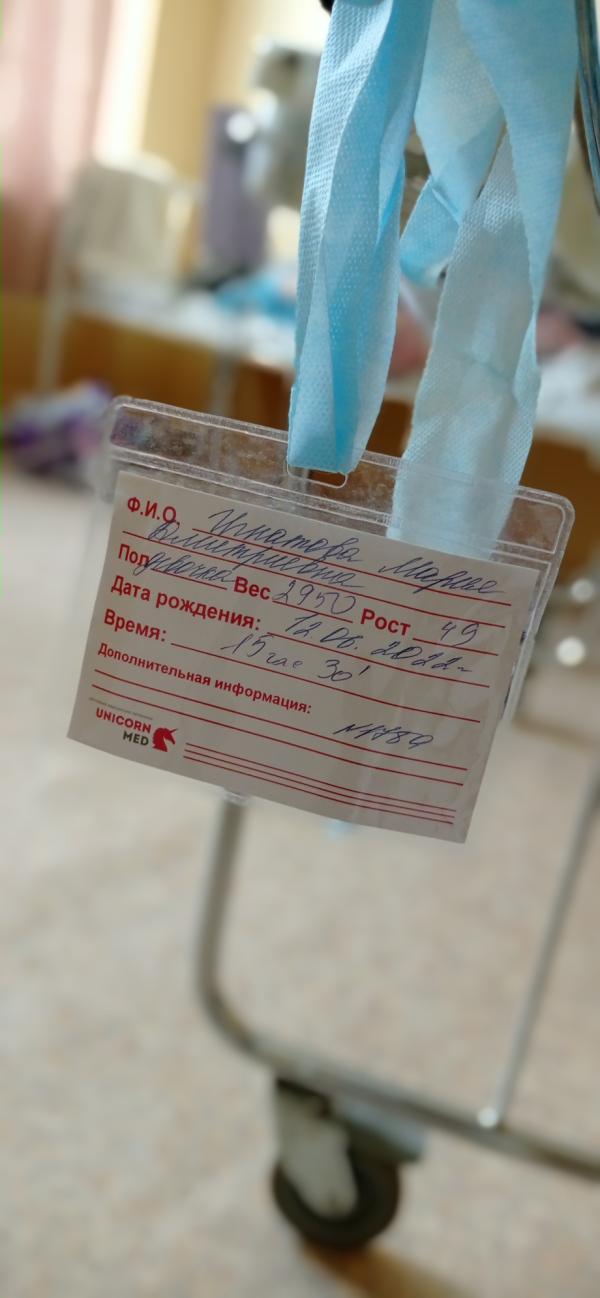 Ф.И.О. Игнатова Мария
Дмитриевна
Пол девочка Вес 2950 Рост 49
Дата рождения: 12.06.2022г
Время: 15 час 30'
Дополнительная информация:
N1789
UNICORN
MED